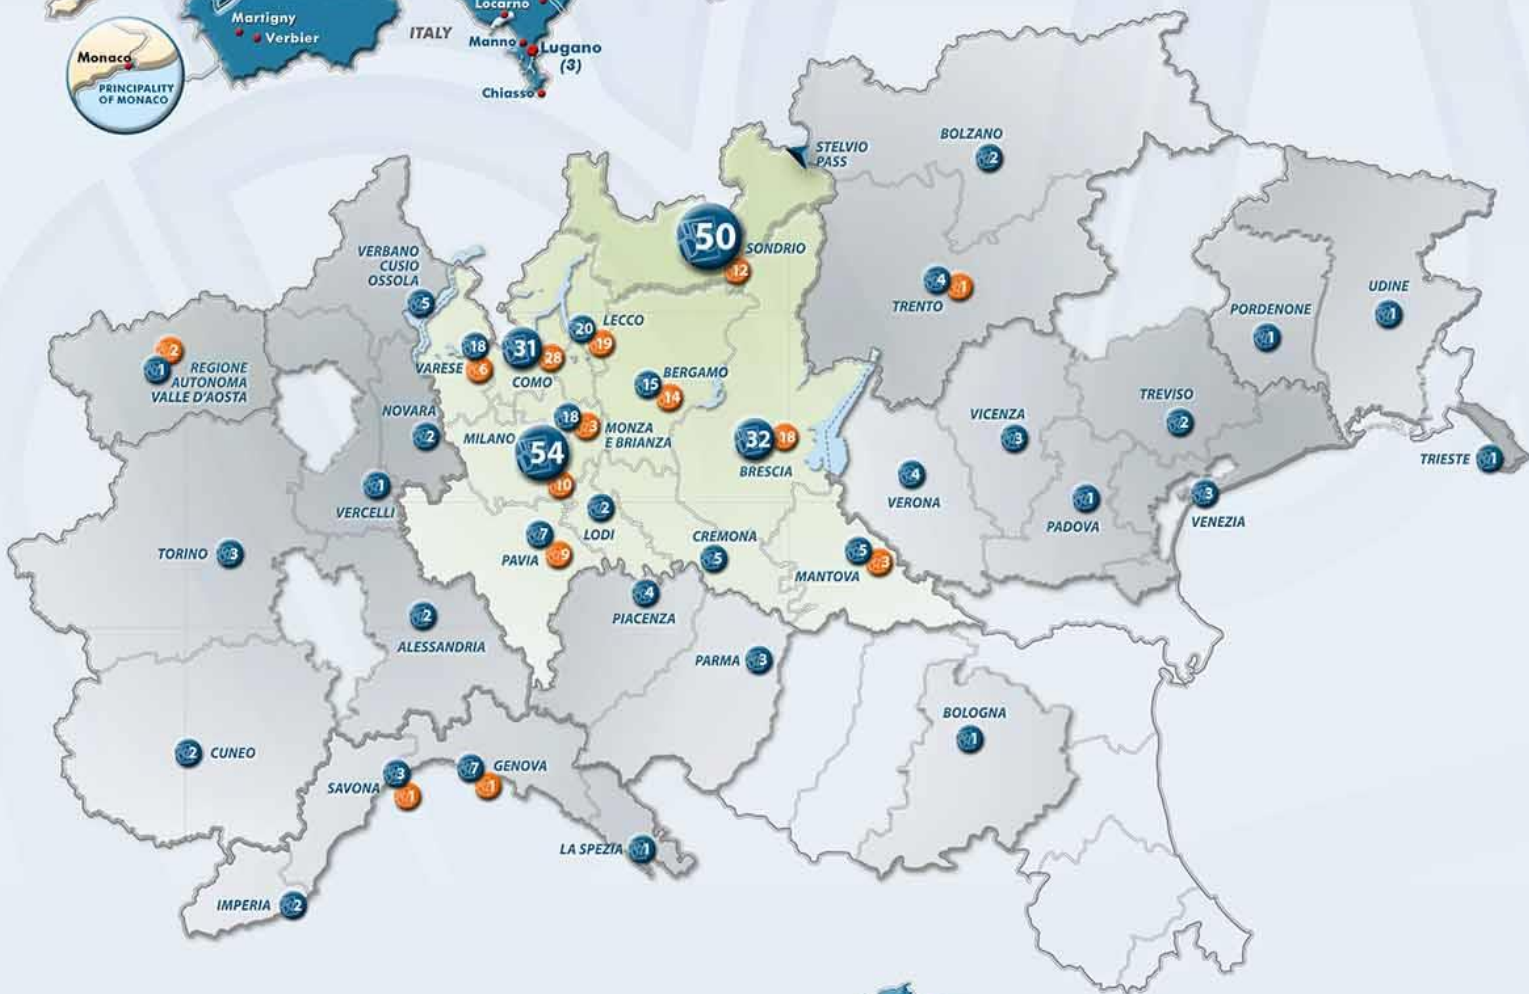 Locarno
Martigny
Verbier
ITALY
Manno
Lugano
(3)
Chiasso
Monaco
PRINCIPALITY
OF MONACO
STELVIO
PASS
BOLZANO
2
50
SONDRIO
12
VERBANO
CUSIO
OSSOLA
5
4
1
TRENTO
PORDENONE
1
UDINE
1
2
1
REGIONE
AUTONOMA
VALLE D'AOSTA
18
VARESE
6
31
28
COMO
20
LECCO
19
15
BERGAMO
14
NOVARA
2
MILANO
54
10
18
3
MONZA
E BRIANZA
32
18
BRESCIA
VICENZA
3
TREVISO
2
TRIESTE
1
4
VERONA
1
PADOVA
3
VENEZIA
1
VERCELLI
TORINO
3
7
PAVIA
9
2
LODI
CREMONA
5
5
MANTOVA
3
4
PIACENZA
2
ALESSANDRIA
PARMA
3
BOLOGNA
1
2
CUNEO
SAVONA
3
1
7
GENOVA
1
LA SPEZIA
1
IMPERIA
2